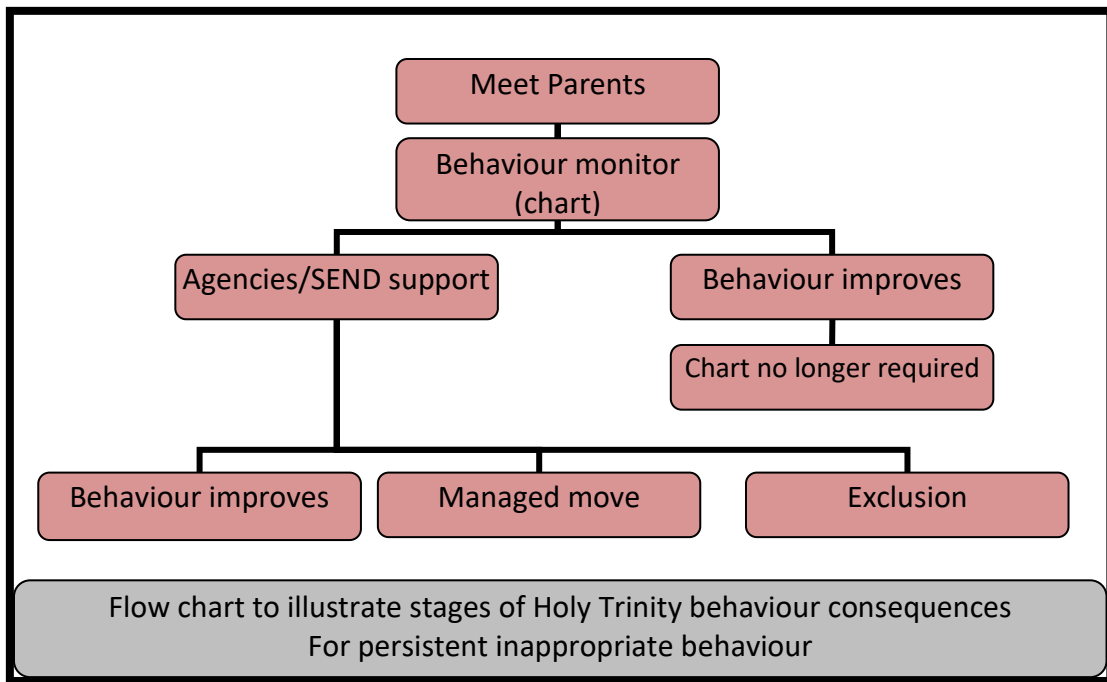 Meet Parents
Behaviour monitor
(chart)
Agencies/SEND support
Behaviour improves
Chart no longer required
Behaviour improves
Managed move
Exclusion
Flow chart to illustrate stages of Holy Trinity behaviour consequences
For persistent inappropriate behaviour